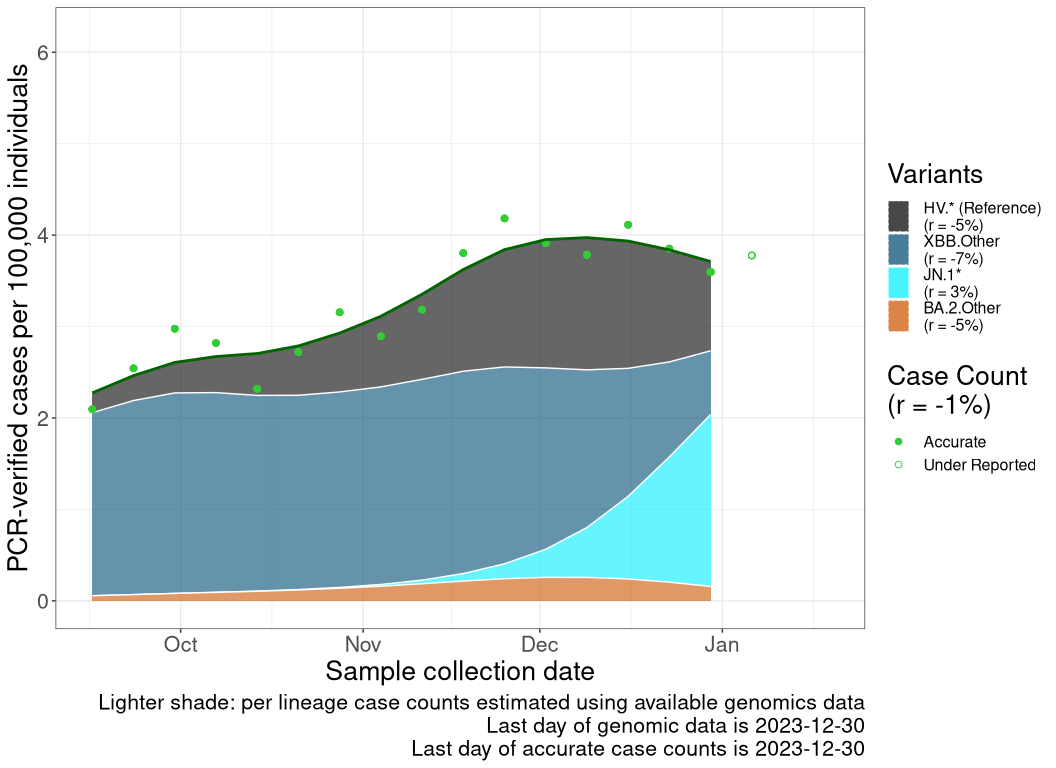 PCR-verified cases per 100,000 individuals
6
4
2
0
Oct
Nov
Dec
Jan
Sample collection date
Lighter shade: per lineage case counts estimated using available genomics data
Last day of genomic data is 2023-12-30
Last day of accurate case counts is 2023-12-30
Variants
HV.* (Reference)
(r = -5%)
XBB.Other
(r = -7%)
JN.1*
(r = 3%)
BA.2.Other
(r = -5%)
Case Count
(r = -1%)
Accurate
Under Reported